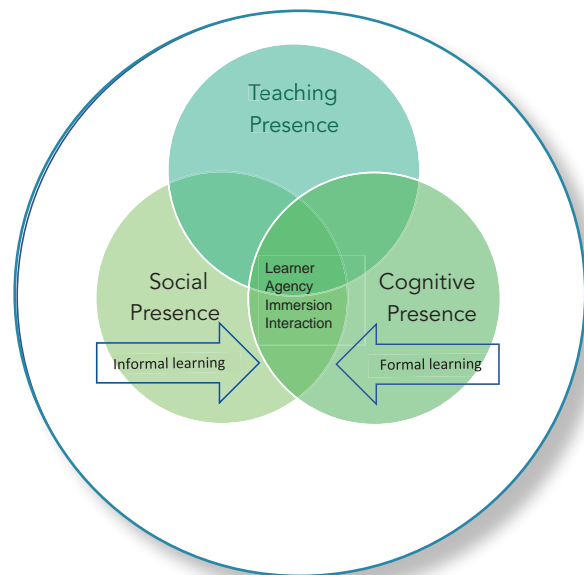 Teaching
Presence
Social
Presence
Learner
Agency
Immersion
Interaction
Cognitive
Presence
Informal learning
Formal learning